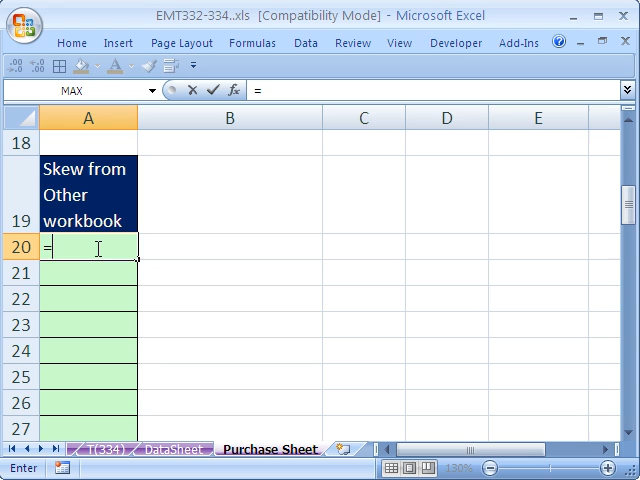 EMT332-334..xls [Compatibility Mode] - Microsoft Excel
Home Insert Page Layout Formulas Data Review View Developer Add-Ins
MAX =
A B C D E
18
19 Skew from
Other
workbook
20 =
21
22
23
24
25
26
27
T(334) DataSheet Purchase Sheet
Enter 130%